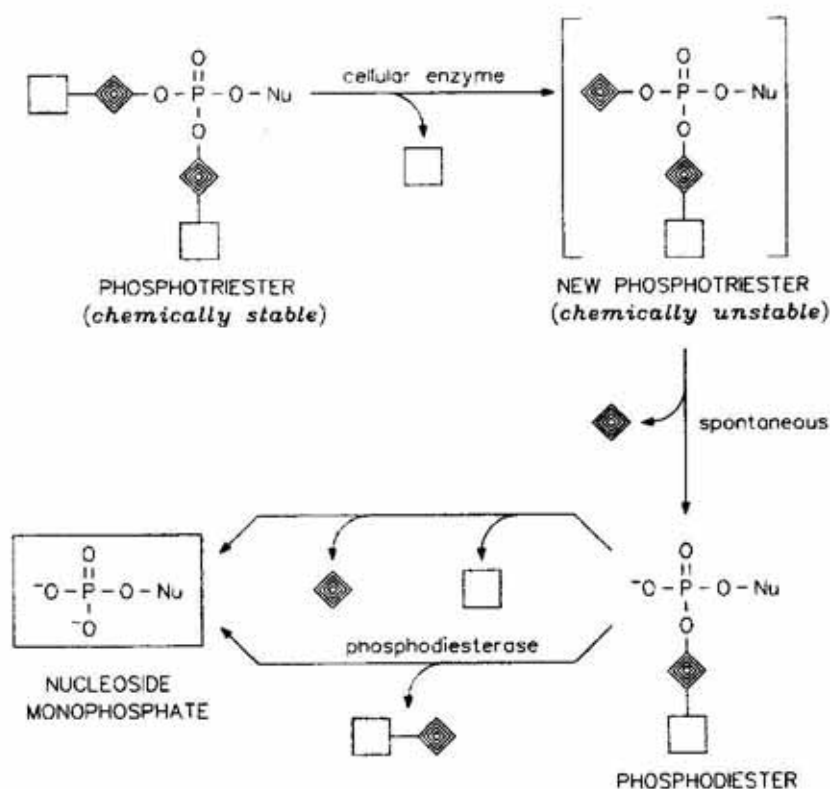 O
O – P – O – Nu
O
cellular enzyme
O
O – P – O – Nu
O
PHOSPHOTRIESTER
(chemically stable)
NEW PHOSPHOTRIESTER
(chemically unstable)
spontaneous
O
⁻O – P – O – Nu
⁻O
phosphodiesterase
O
⁻O – P – O – Nu
O
NUCLEOSIDE
MONOPHOSPHATE
PHOSPHODIESTER